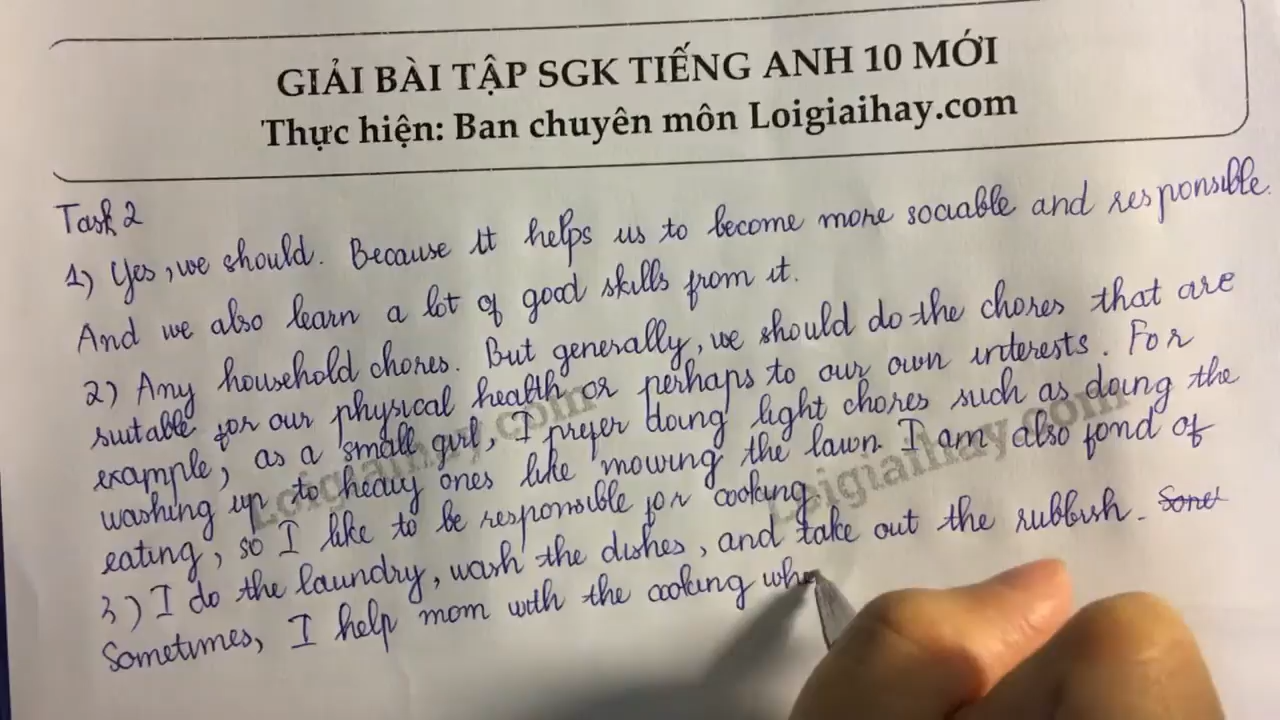 GIẢI BÀI TẬP SGK TIẾNG ANH 10 MỚI
Thực hiện: Ban chuyên môn Loigiaihay.com
Task 2
1) Yes, we should. Because it helps us to become more sociable and responsible.
And we also learn a lot of good skills from it.
2) Any household chores. But generally, we should do the chores that are
suitable for our physical health or perhaps to our own interests. For
example, as a small girl, I prefer doing light chores such as doing the
washing up to heavy ones like mowing the lawn. I am also fond of
eating, so I like to be responsible for cooking.
3) I do the laundry, wash the dishes, and take out the rubbish. Somet
Sometimes, I help mom with the cooking whe
Loigiaihay.com
Loigiaihay.com